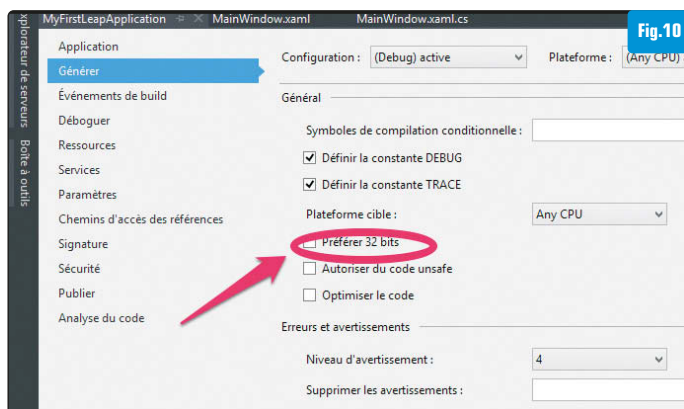 MyFirstLeapApplication MainWindow.xaml MainWindow.xaml.cs
Fig.10
xplorateur de serveurs
Boîte à outils
Application
Générer
Événements de build
Déboguer
Ressources
Services
Paramètres
Chemins d'accès des références
Signature
Sécurité
Publier
Analyse du code
Configuration : (Debug) active Plateforme : (Any CPU)
Général
Symboles de compilation conditionnelle :
Définir la constante DEBUG
Définir la constante TRACE
Plateforme cible : Any CPU
Préférer 32 bits
Autoriser du code unsafe
Optimiser le code
Erreurs et avertissements
Niveau d'avertissement : 4
Supprimer les avertissements :